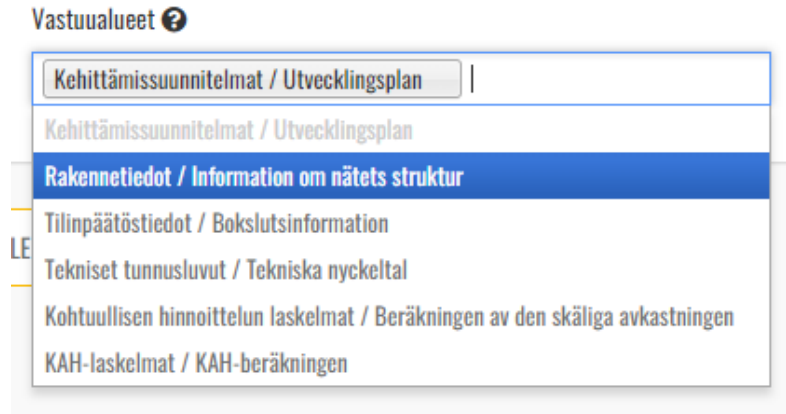 Vastuualueet ?
Kehittämissuunnitelmat / Utvecklingsplan
Kehittämissuunnitelmat / Utvecklingsplan
Rakennetiedot / Information om nätets struktur
Tilinpäätöstiedot / Bokslutsinformation
LE
Tekniset tunnusluvut / Tekniska nyckeltal
Kohtuullisen hinnoittelun laskelmat / Beräkningen av den skäliga avkastningen
KAH-laskelmat / KAH-beräkningen